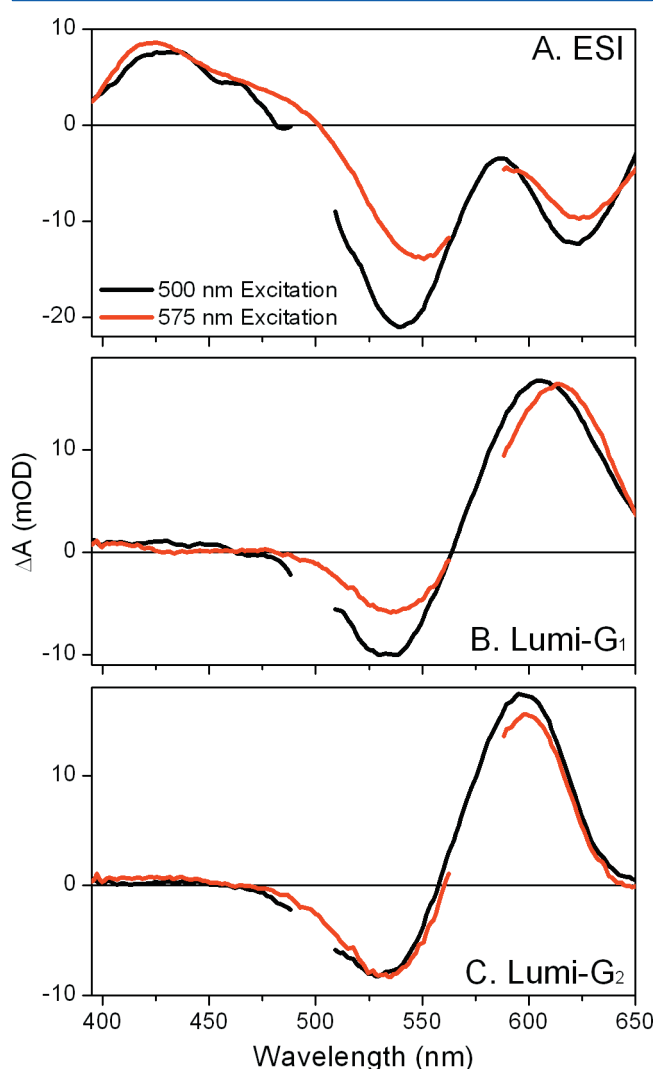 10
0
-10
-20
A. ESI
500 nm Excitation
575 nm Excitation
10
0
-10
B. Lumi-G₁
ΔA (mOD)
10
0
-10
C. Lumi-G₂
400 450 500 550 600 650
Wavelength (nm)